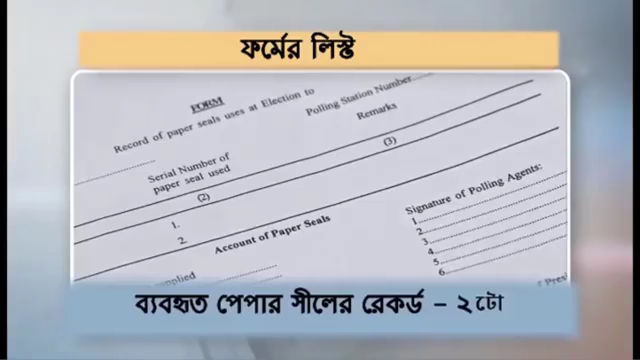 ফর্মের লিস্ট
FORM
Record of paper seals uses at Election to
Polling Station Number
Remarks
Serial Number of
paper seal used
(2)
(3)
1.
2.
Account of Paper Seals
Signature of Polling Agents:
1.
2.
3.
4.
5.
6.
ব্যবহৃত পেপার সীলের রেকর্ড – ২টো